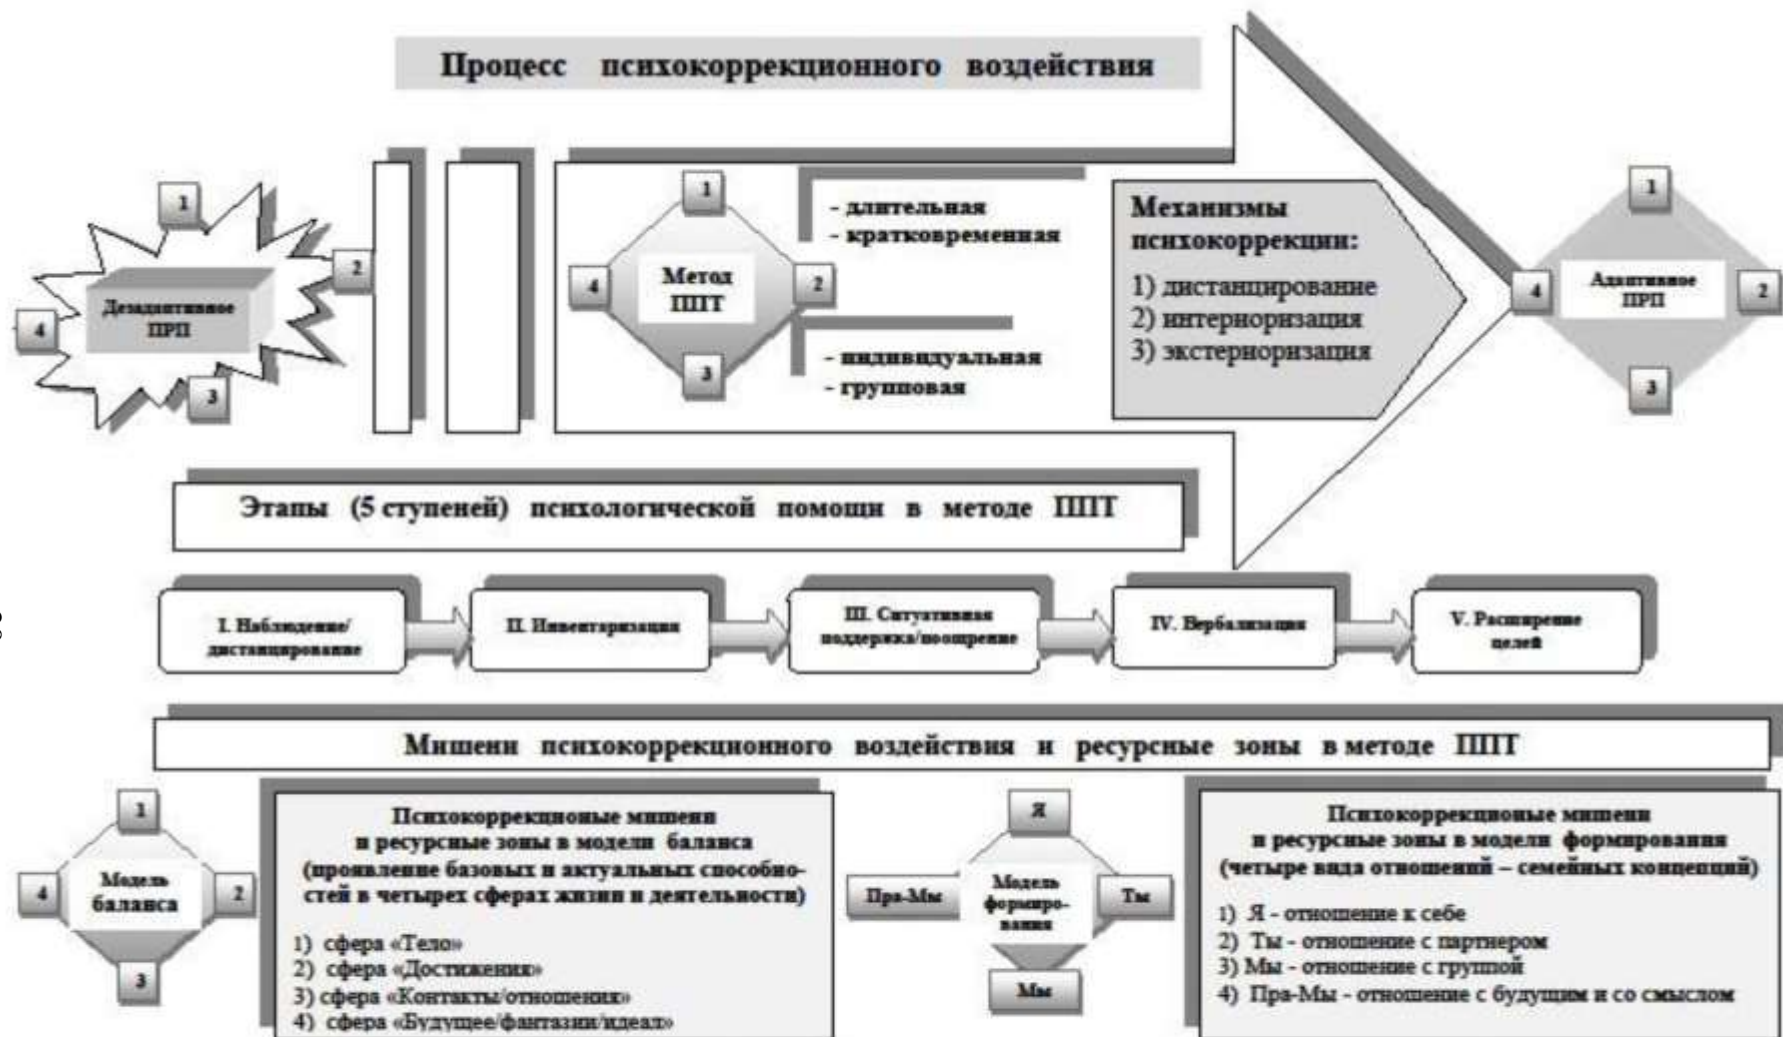 Процесс психокоррекционного воздействия
1
2
3
4
Дезадаптивное
ПРП
1
2
3
4
Метод
ППТ
- длительная
- кратковременная
- индивидуальная
- групповая
Механизмы
психокоррекции:
1) дистанцирование
2) интериоризация
3) экстериоризация
1
2
3
4
Адаптивное
ПРП
Этапы (5 ступеней) психологической помощи в методе ППТ
I. Наблюдение/
дистанцирование
II. Инвентаризация
III. Ситуативная
поддержка/поощрение
IV. Вербализация
V. Расширение
целей
Мишени психокоррекционного воздействия и ресурсные зоны в методе ППТ
1
2
3
4
Модель
баланса
Психокоррекционые мишени
и ресурсные зоны в модели баланса
(проявление базовых и актуальных способно-
стей в четырех сферах жизни и деятельности)
1) сфера «Тело»
2) сфера «Достижения»
3) сфера «Контакты/отношения»
4) сфера «Будущее/фантазии/идеал»
Я
Пра-Мы
Модель
формиро-
вания
Ты
Мы
Психокоррекционые мишени
и ресурсные зоны в модели формирования
(четыре вида отношений – семейных концепций)
1) Я - отношение к себе
2) Ты - отношение с партнером
3) Мы - отношение с группой
4) Пра-Мы - отношение с будущим и со смыслом